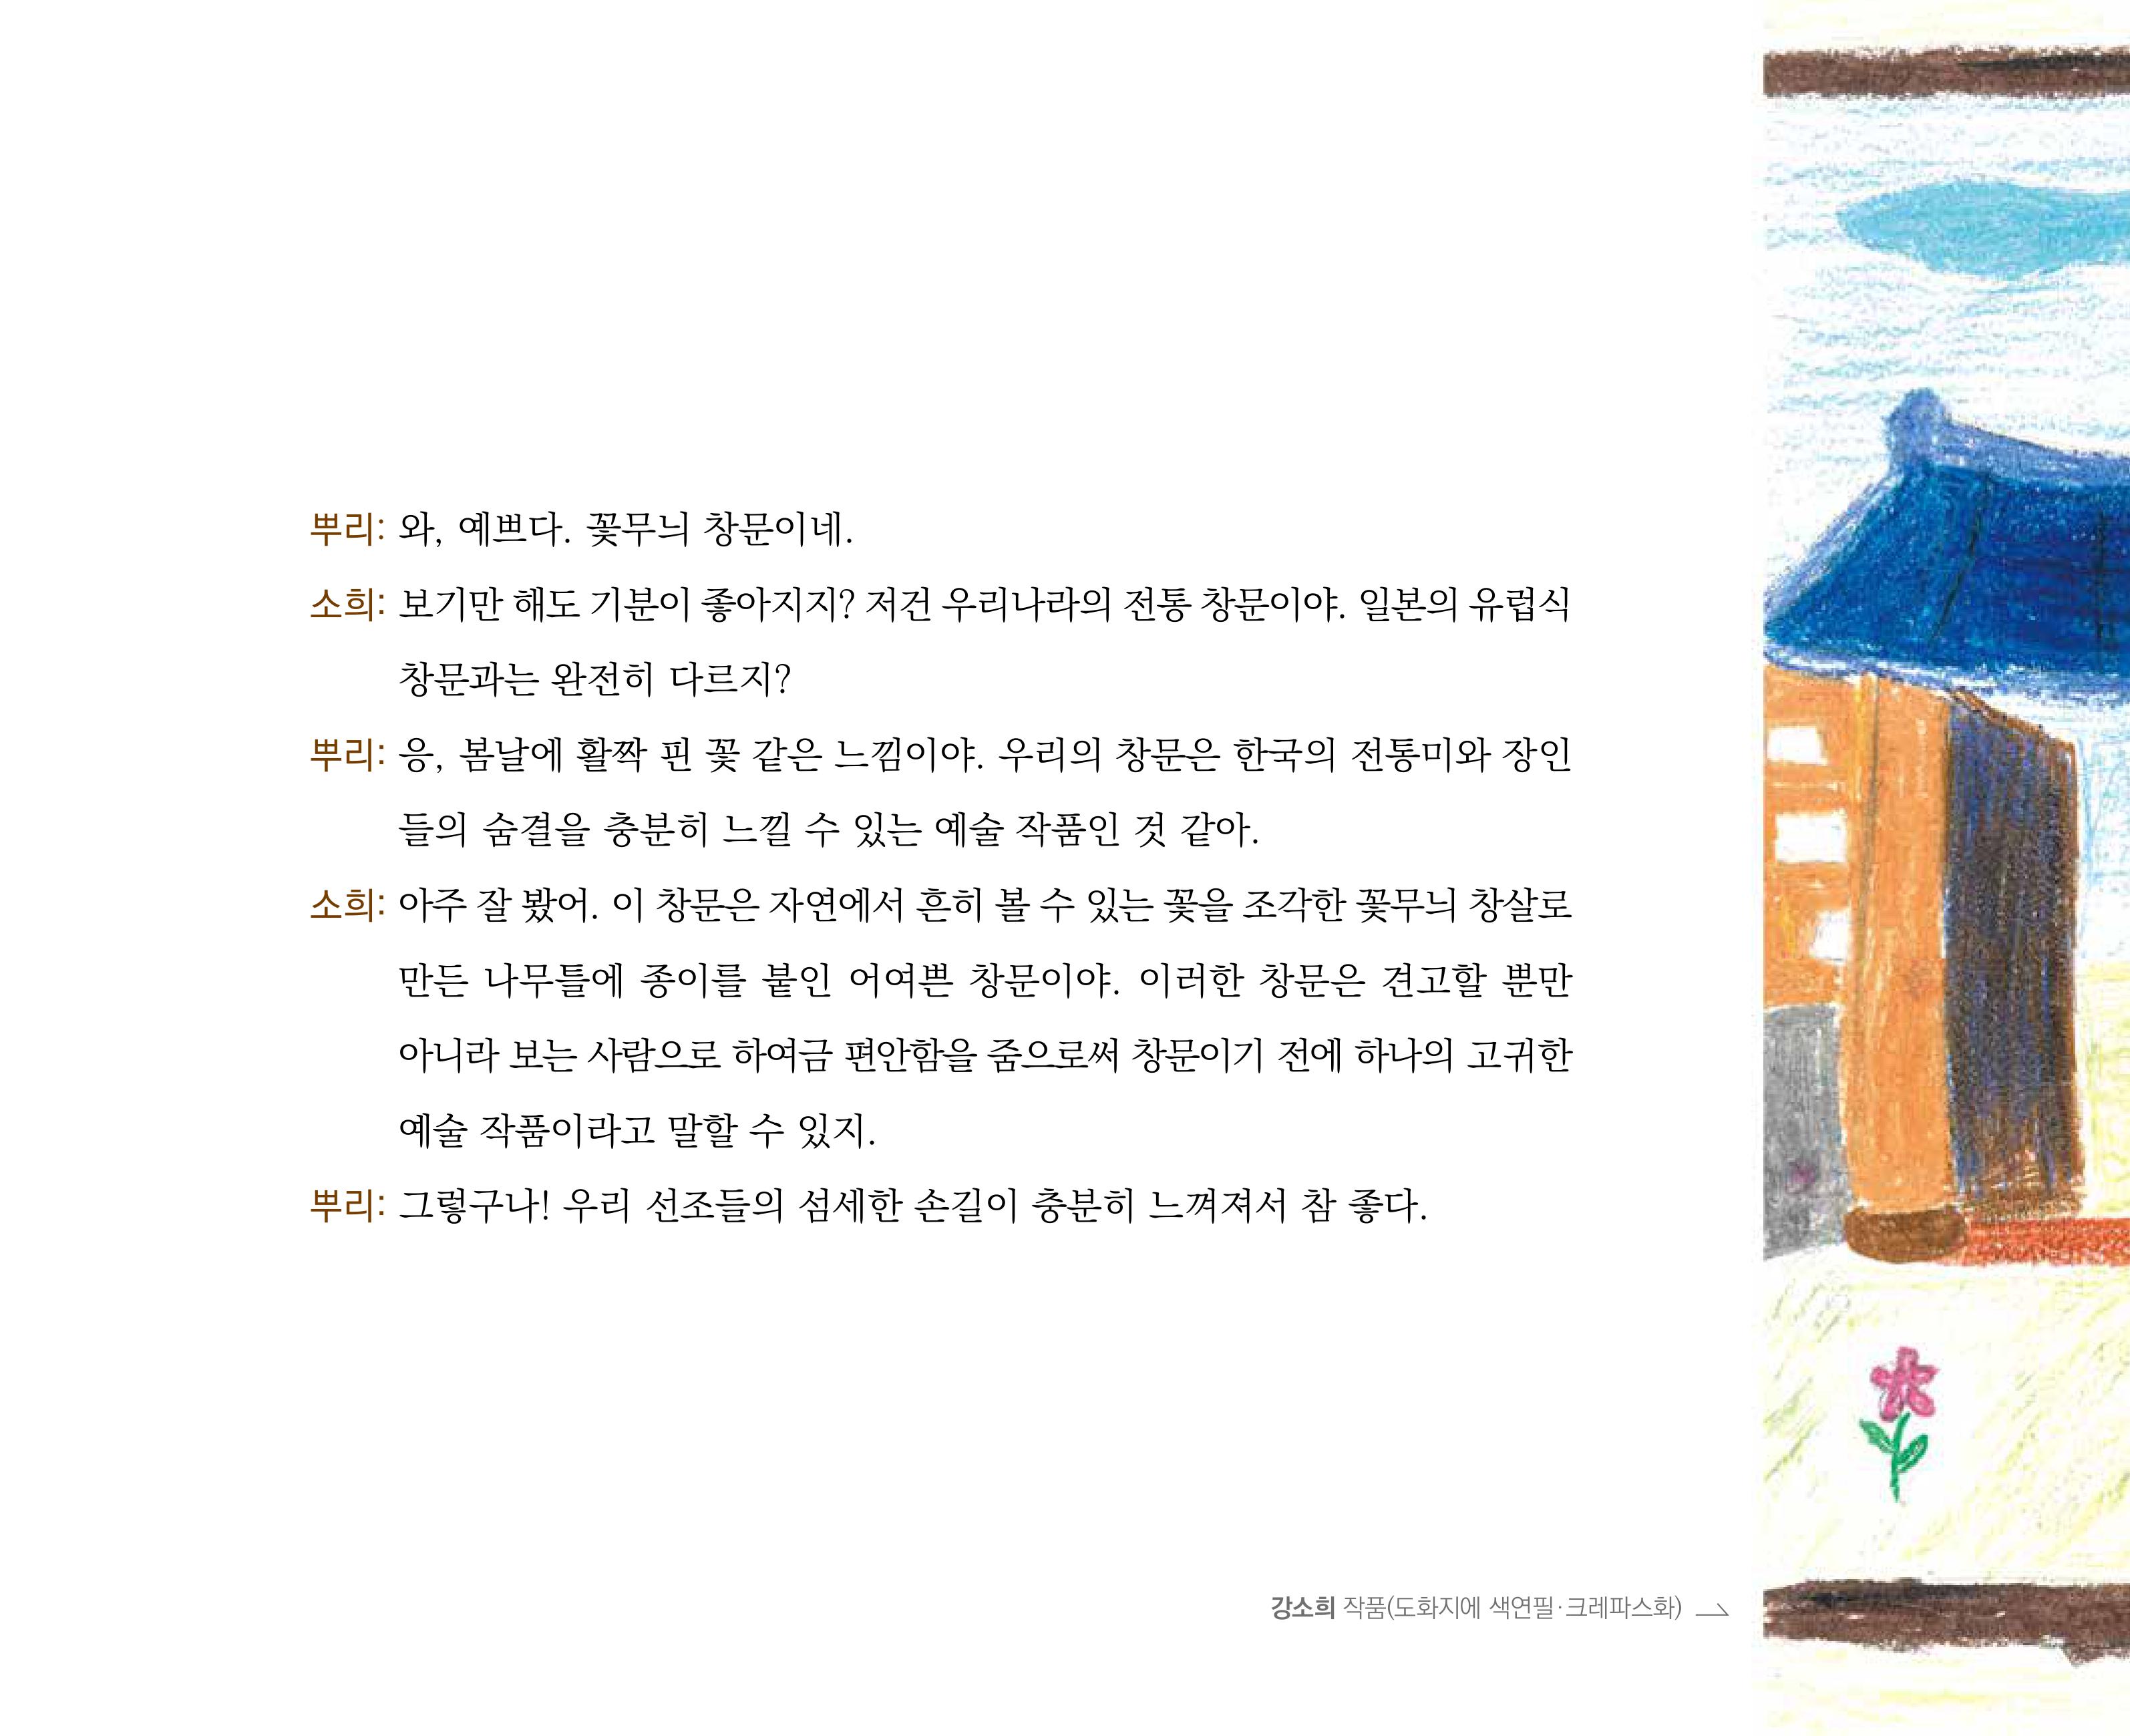 뿌리: 와, 예쁘다. 꽃무늬 창문이네.
소희: 보기만 해도 기분이 좋아지지? 저건 우리나라의 전통 창문이야. 일본의 유럽식
창문과는 완전히 다르지?
뿌리: 응, 봄날에 활짝 핀 꽃 같은 느낌이야. 우리의 창문은 한국의 전통미와 장인
들의 숨결을 충분히 느낄 수 있는 예술 작품인 것 같아.
소희: 아주 잘 봤어. 이 창문은 자연에서 흔히 볼 수 있는 꽃을 조각한 꽃무늬 창살로
만든 나무틀에 종이를 붙인 어여쁜 창문이야. 이러한 창문은 견고할 뿐만
아니라 보는 사람으로 하여금 편안함을 줌으로써 창문이기 전에 하나의 고귀한
예술 작품이라고 말할 수 있지.
뿌리: 그렇구나! 우리 선조들의 섬세한 손길이 충분히 느껴져서 참 좋다.
강소희 작품(도화지에 색연필·크레파스화)